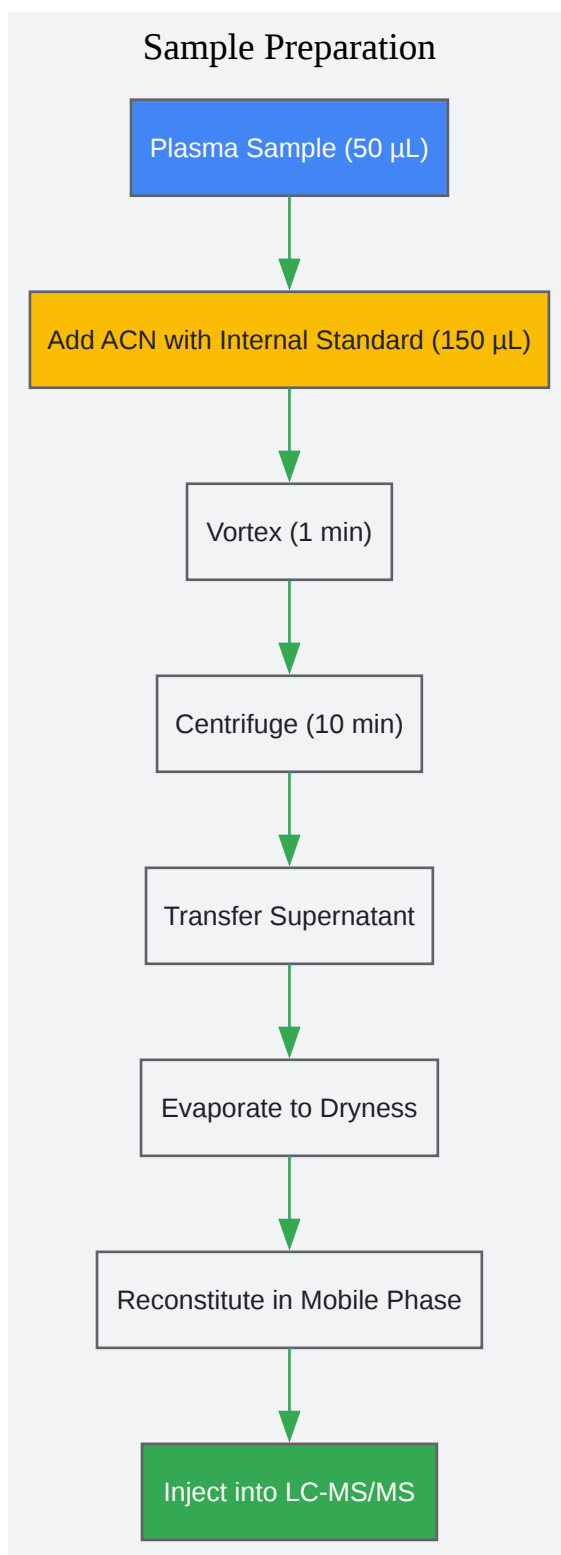 Sample Preparation
Plasma Sample (50 µL)
Add ACN with Internal Standard (150 µL)
Vortex (1 min)
Centrifuge (10 min)
Transfer Supernatant
Evaporate to Dryness
Reconstitute in Mobile Phase
Inject into LC-MS/MS